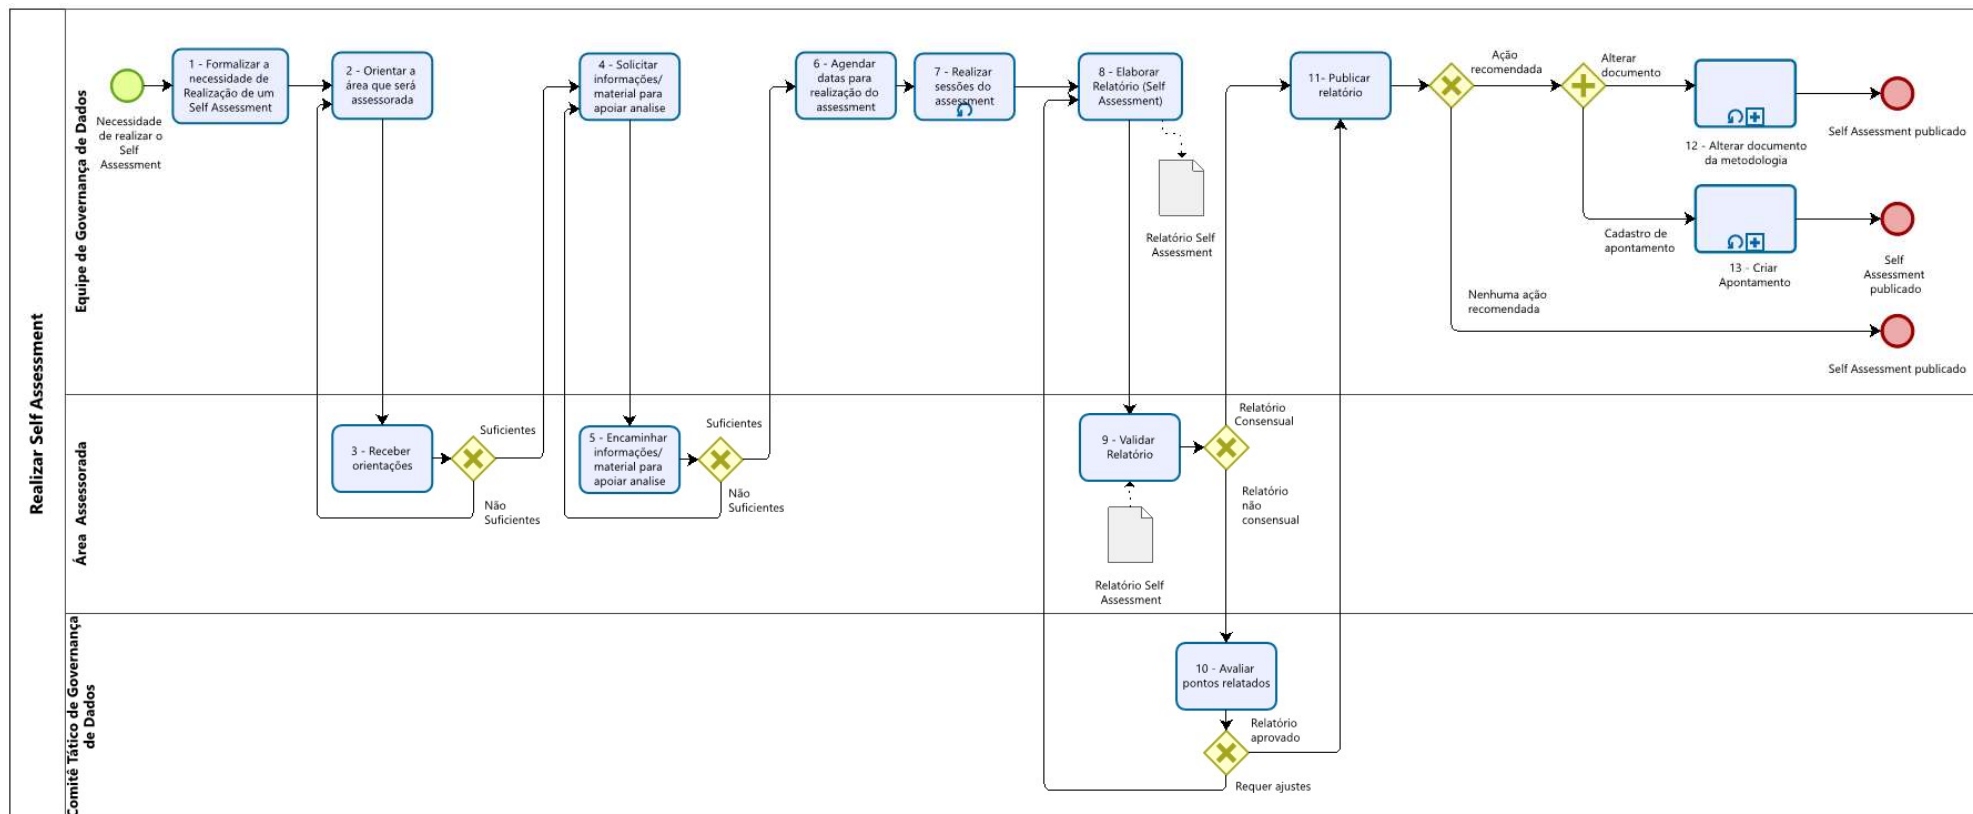 Realizar Self Assessment
Equipe de Governança de Dados
Necessidade
de realizar o
Self
Assessment
1 - Formalizar a
necessidade de
Realização de um
Self Assessment
2 - Orientar a
área que será
assessorada
4 - Solicitar
informações/
material para
apoiar analise
6 - Agendar
datas para
realização do
assessment
7 - Realizar
sessões do
assessment
8 - Elaborar
Relatório (Self
Assessment)
Relatório Self
Assessment
11- Publicar
relatório
Ação
recomendada
Alterar
documento
12 - Alterar documento
da metodologia
Self Assessment publicado
Cadastro de
apontamento
13 - Criar
Apontamento
Self
Assessment
publicado
Nenhuma ação
recomendada
Self Assessment publicado
Área Assessorada
3 - Receber
orientações
Suficientes
Não
Suficientes
5 - Encaminhar
informações/
material para
apoiar analise
Suficientes
Não
Suficientes
9 - Validar
Relatório
Relatório
Consensual
Relatório
não
consensual
Relatório Self
Assessment
Comitê Tático de Governança
de Dados
10 - Avaliar
pontos relatados
Relatório
aprovado
Requer ajustes